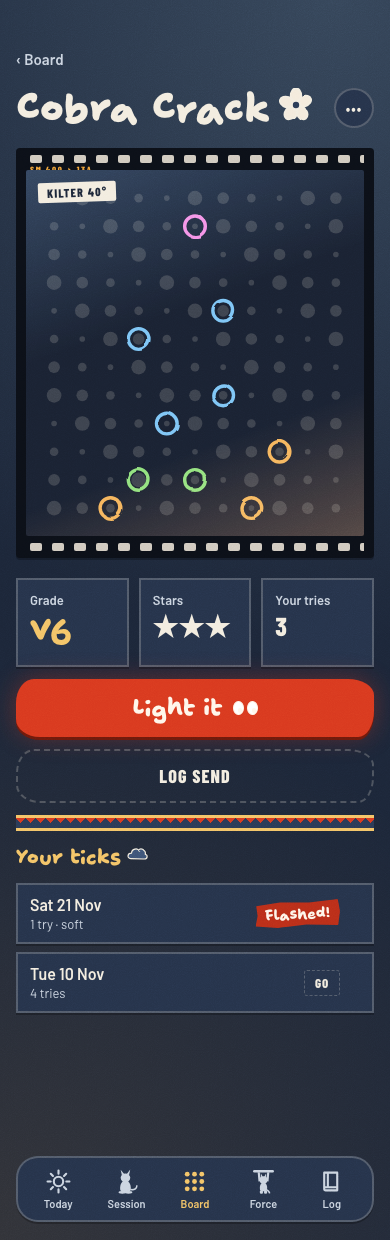 ‹ Board
Cobra Crack
KILTER 40°
Grade
V6
Stars
★★★
Your tries
3
Light it
LOG SEND
Your ticks
Sat 21 Nov
1 try · soft
Flashed!
Tue 10 Nov
4 tries
GO
Today
Session
Board
Force
Log